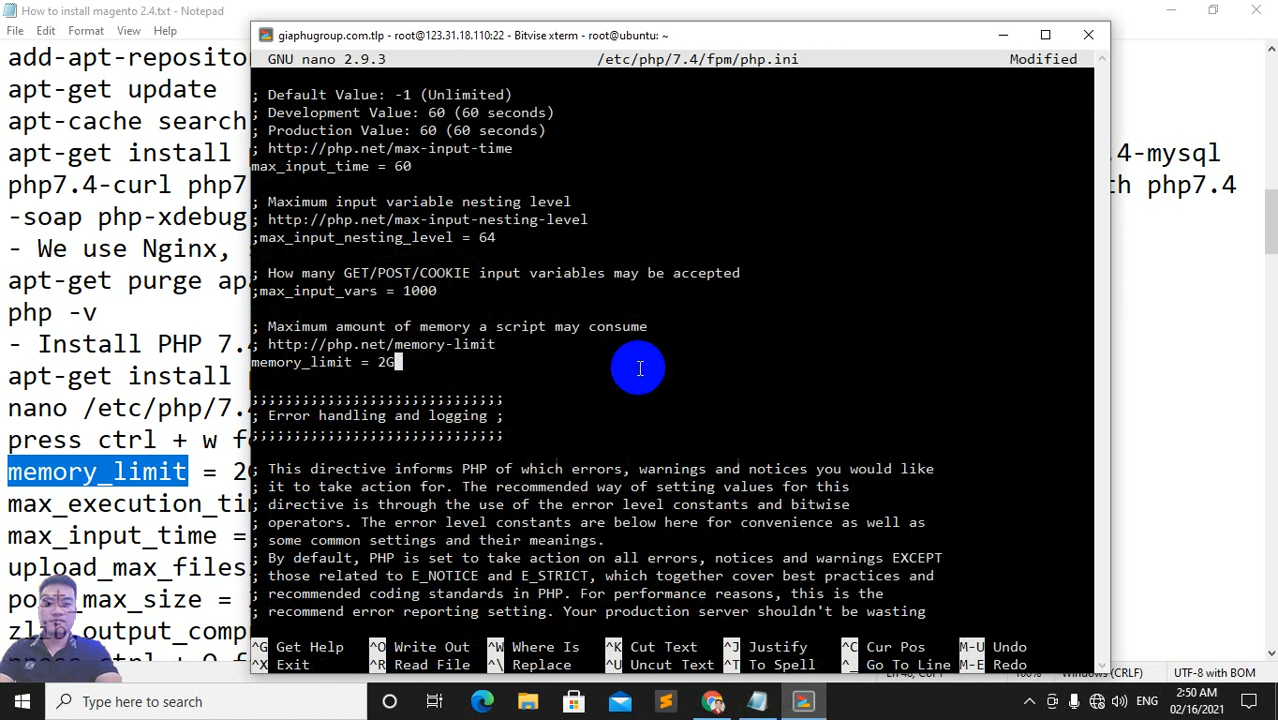 How to install magento 2.4.txt - Notepad
File Edit Format View Help
add-apt-repositor
apt-get update
apt-cache search
apt-get install p
.4-mysql
php7.4-curl php7
th php7.4
-soap php-xdebug
- We use Nginx, s
apt-get purge apa
php -v
- Install PHP 7.
apt-get install p
nano /etc/php/7.
press ctrl + w fo
memory_limit = 2G
max_execution_tim
max_input_time =
upload_max_files
max_size =
zlib.output_comp
giaphugroup.com.tlp - root@123.31.18.110:22 - Bitvise xterm - root@ubuntu: ~
GNU nano 2.9.3 /etc/php/7.4/fpm/php.ini Modified
; Default Value: -1 (Unlimited)
; Development Value: 60 (60 seconds)
; Production Value: 60 (60 seconds)
; http://php.net/max-input-time
max_input_time = 60
; Maximum input variable nesting level
; http://php.net/max-input-nesting-level
;max_input_nesting_level = 64
; How many GET/POST/COOKIE input variables may be accepted
;max_input_vars = 1000
; Maximum amount of memory a script may consume
; http://php.net/memory-limit
memory_limit = 2G
;;;;;;;;;;;;;;;;;;;;;;;;;;;;;;
; Error handling and logging ;
;;;;;;;;;;;;;;;;;;;;;;;;;;;;;;
; This directive informs PHP of which errors, warnings and notices you would like
; it to take action for. The recommended way of setting values for this
; directive is through the use of the error level constants and bitwise
; operators. The error level constants are below here for convenience as well as
; some common settings and their meanings.
; By default, PHP is set to take action on all errors, notices and warnings EXCEPT
; those related to E_NOTICE and E_STRICT, which together cover best practices and
; recommended coding standards in PHP. For performance reasons, this is the
; recommend error reporting setting. Your production server shouldn't be wasting
^G Get Help ^O Write Out ^W Where Is ^K Cut Text ^J Justify ^C Cur Pos M-U Undo
^X Exit ^R Read File ^\ Replace ^U Uncut Text ^T To Spell ^_ Go To Line M-E Redo
100% Windows (CRLF) UTF-8 with BOM
Type here to search
ENG
2:50 AM
02/16/2021